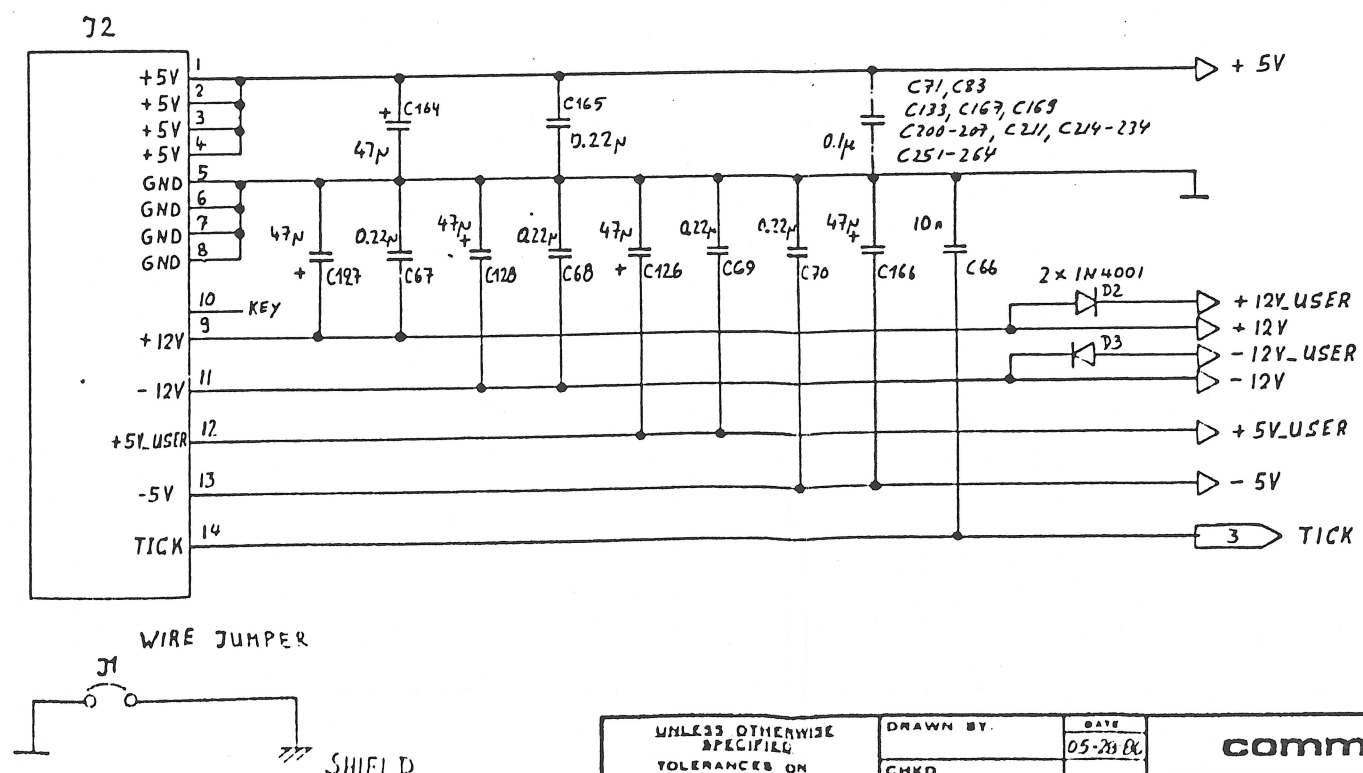 J2
1
+5V
2
+5V
3
+5V
4
+5V
5
GND
6
GND
7
GND
8
GND
10
KEY
9
+12V
11
- 12V
12
+5V_USER
13
-5V
14
TICK
+ C164
47µ
C165
0.22µ
0.1µ
C71, C83
C133, C167, C169
C200-207, C211, C214-234
C251-264
47µ
+ C127
0.22µ
C67
47µ
+
C128
0.22µ
C68
47µ
+ C126
0.22µ
C69
0.22µ
C70
47µ
+
C166
10n
C66
2 x 1N4001
D2
D3
+ 5V
+ 12V_USER
+ 12V
- 12V_USER
- 12V
+ 5V_USER
- 5V
3 TICK
WIRE JUMPER
J1
SHIELD
UNLESS OTHERWISE
SPECIFIED
TOLERANCES ON
DRAWN BY.
CHKD
DATE
05-28-86
comm